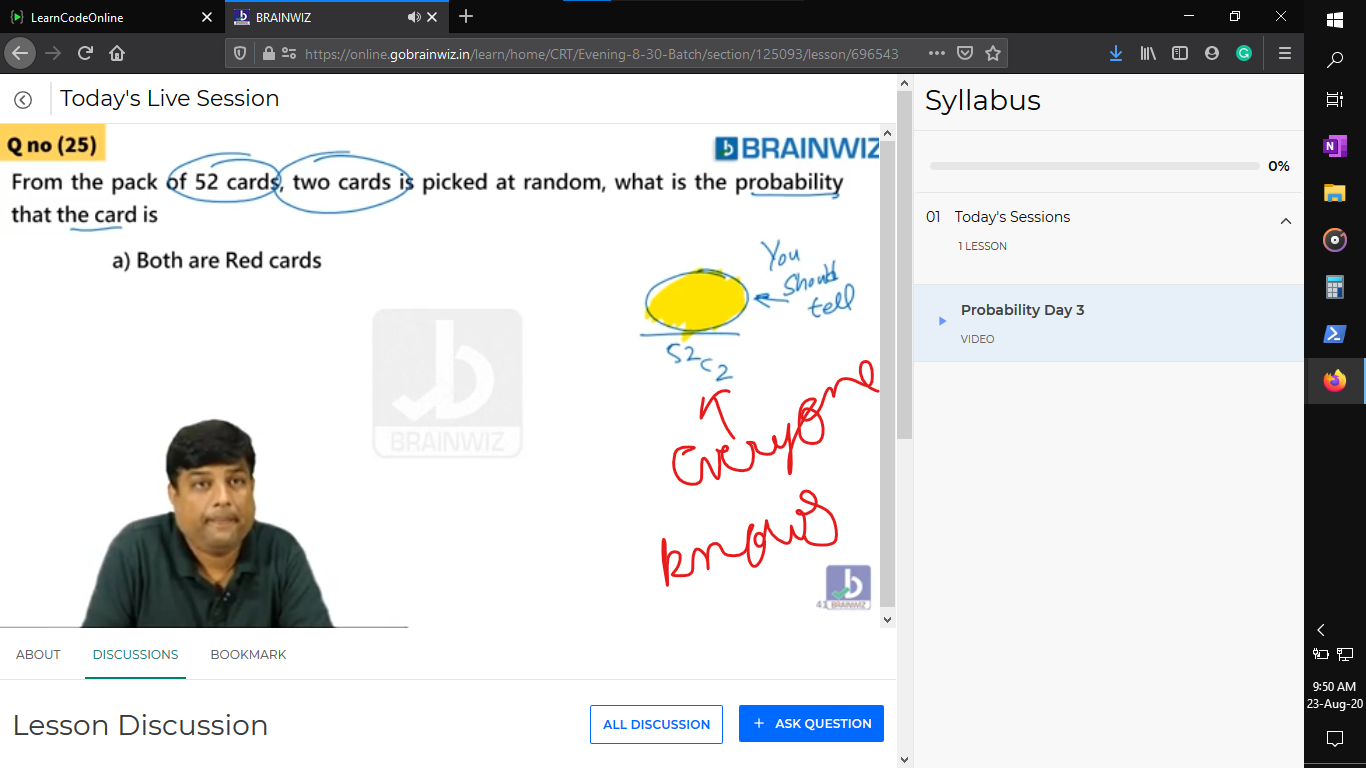 LearnCodeOnline
BRAINWIZ
https://online.gobrainwiz.in/learn/home/CRT/Evening-8-30-Batch/section/125093/lesson/696543
Today's Live Session
Q no (25)
BRAINWIZ
From the pack of 52 cards, two cards is picked at random, what is the probability
that the card is
a) Both are Red cards
You
should
tell
52C2
Everyone
knows
BRAINWIZ
41 BRAINWIZ
ABOUT DISCUSSIONS BOOKMARK
Lesson Discussion
ALL DISCUSSION
+ ASK QUESTION
Syllabus
0%
01 Today's Sessions
1 LESSON
Probability Day 3
VIDEO
9:50 AM
23-Aug-20